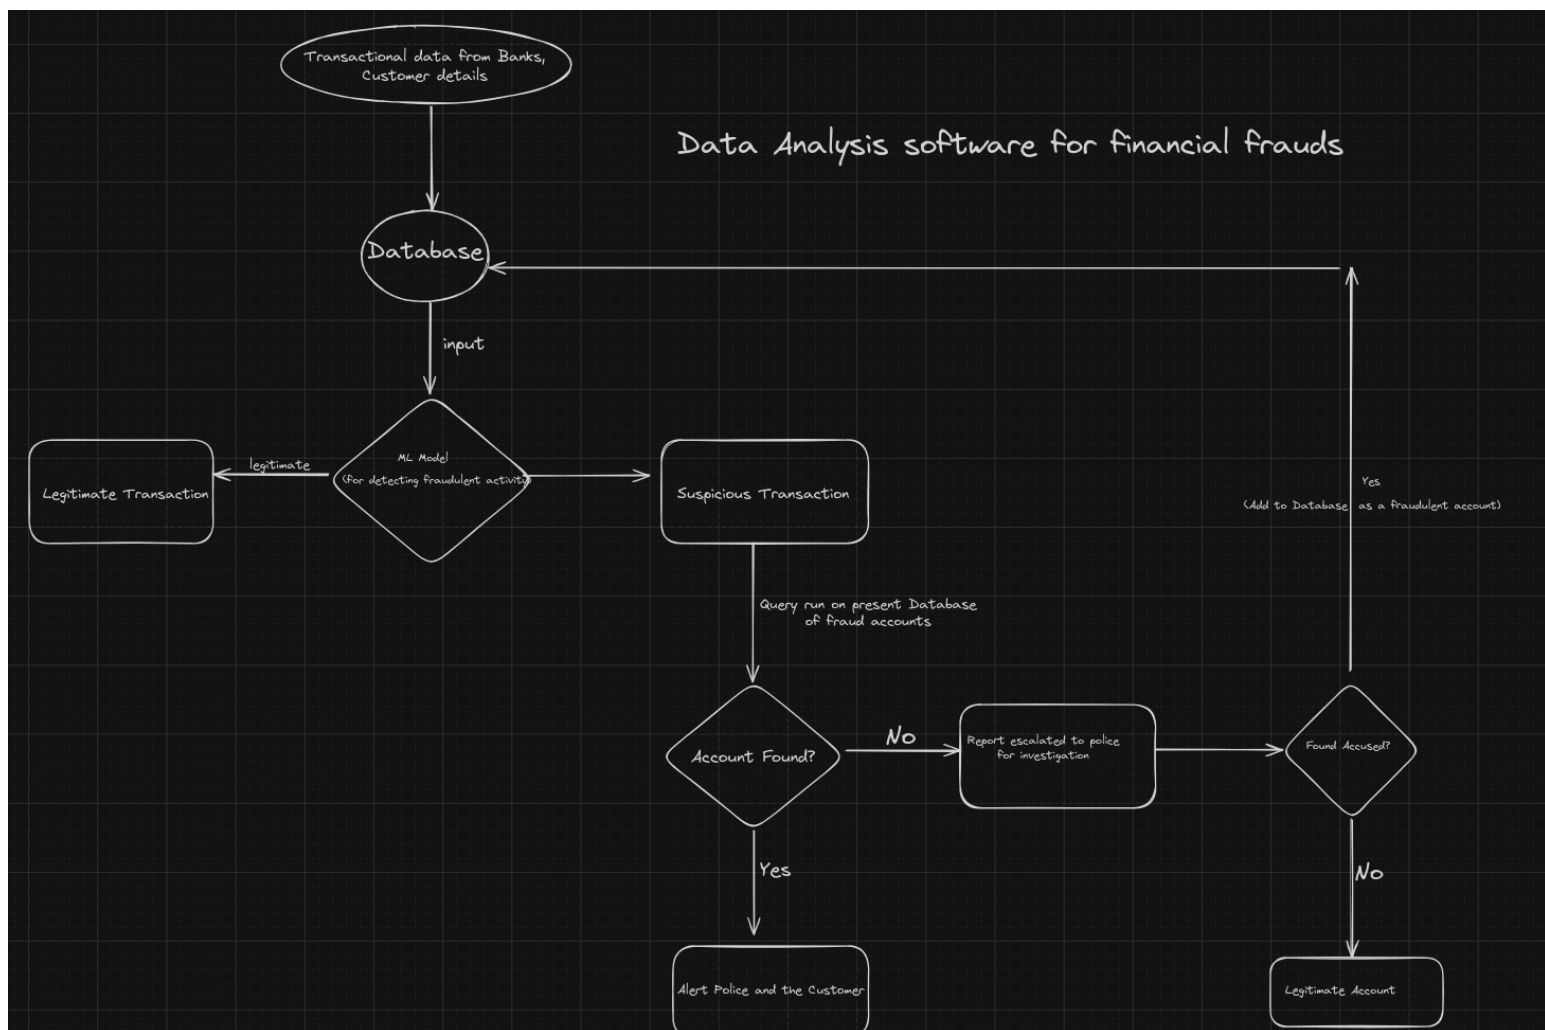 Transactional data from Banks,
Customer details
Data Analysis software for financial frauds
Database
input
ML Model
(for detecting fraudulent activity)
legitimate
Legitimate Transaction
Suspicious Transaction
Yes
(Add to Database as a fraudulent account)
Query run on present Database
of fraud accounts
Account Found?
No
Report escalated to police
for investigation
Found Accused?
Yes
No
Alert Police and the Customer
Legitimate Account